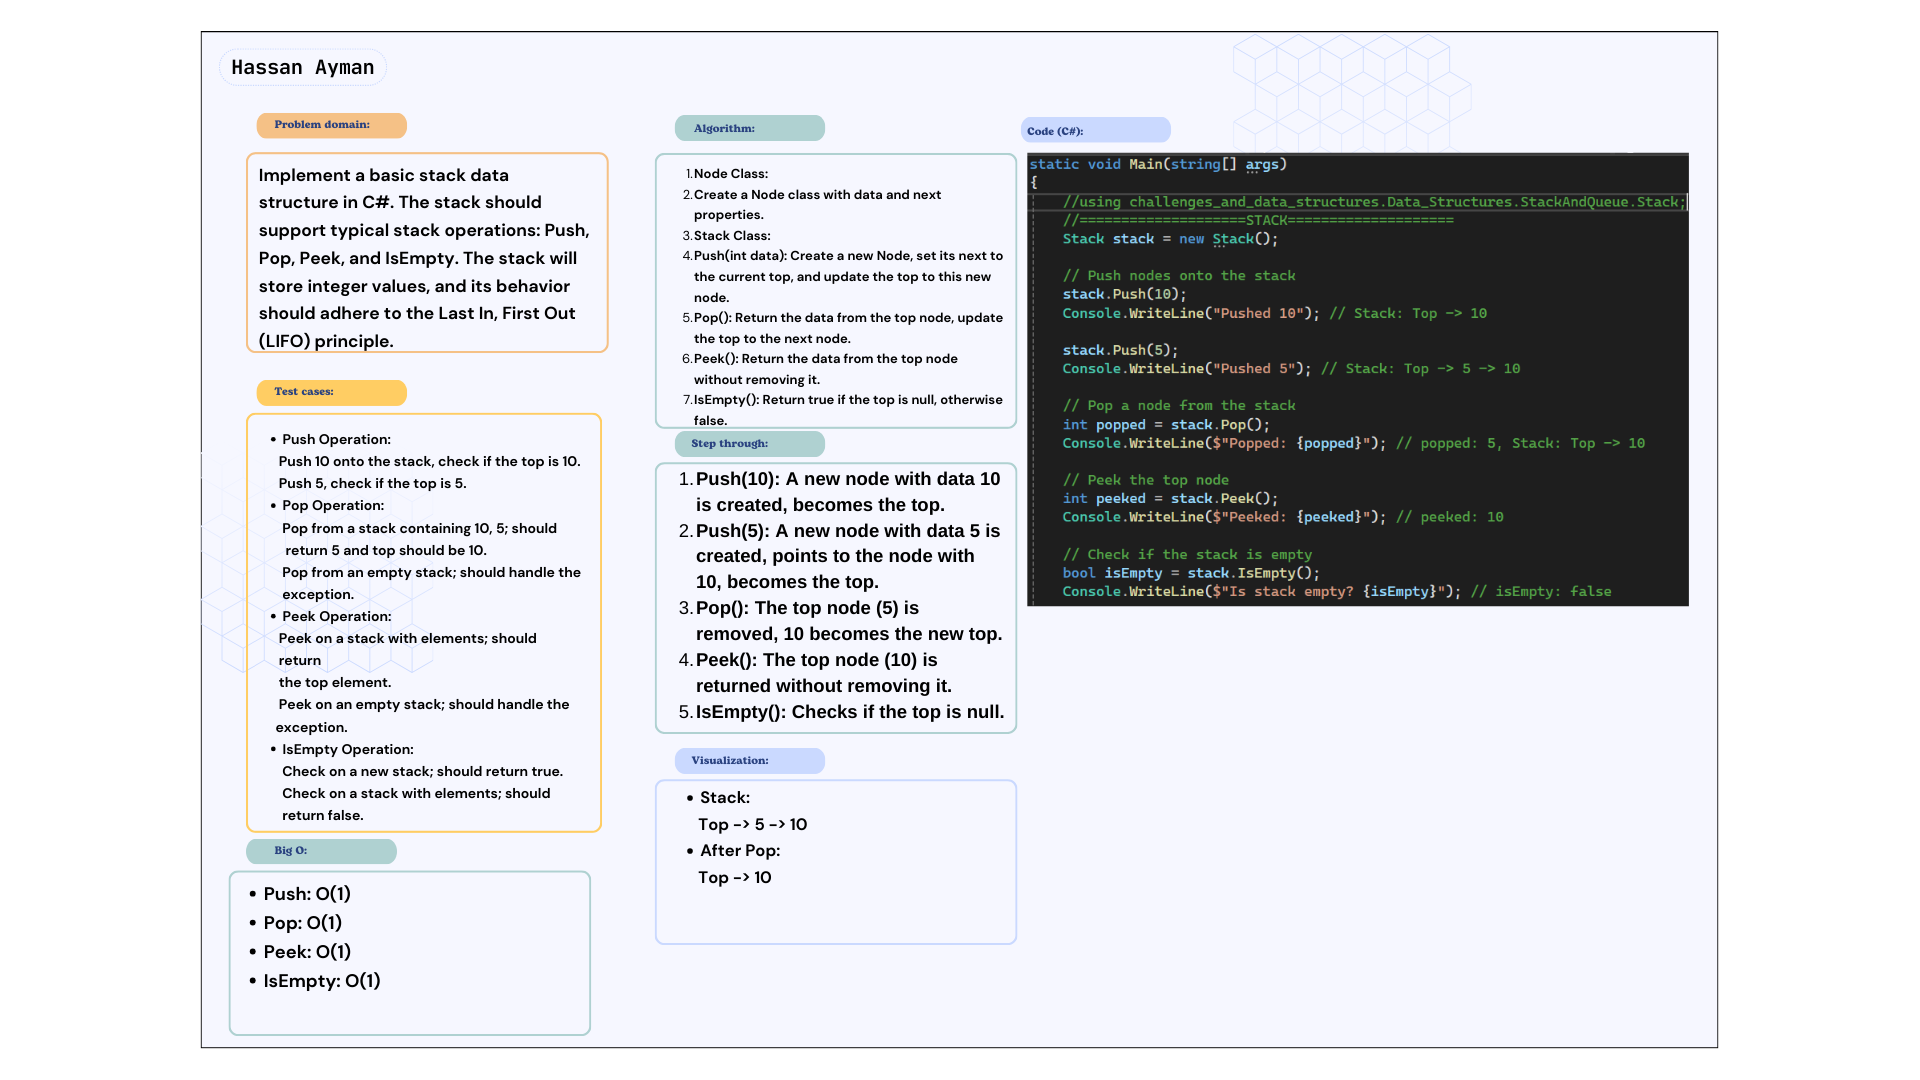 Hassan Ayman
Problem domain:
Implement a basic stack data
structure in C#. The stack should
support typical stack operations: Push,
Pop, Peek, and IsEmpty. The stack will
store integer values, and its behavior
should adhere to the Last In, First Out
(LIFO) principle.
Test cases:
• Push Operation:
Push 10 onto the stack, check if the top is 10.
Push 5, check if the top is 5.
• Pop Operation:
Pop from a stack containing 10, 5; should
return 5 and top should be 10.
Pop from an empty stack; should handle the
exception.
• Peek Operation:
Peek on a stack with elements; should
return
the top element.
Peek on an empty stack; should handle the
exception.
• IsEmpty Operation:
Check on a new stack; should return true.
Check on a stack with elements; should
return false.
Big O:
• Push: O(1)
• Pop: O(1)
• Peek: O(1)
• IsEmpty: O(1)
Algorithm:
1. Node Class:
2. Create a Node class with data and next
properties.
3. Stack Class:
4. Push(int data): Create a new Node, set its next to
the current top, and update the top to this new
node.
5. Pop(): Return the data from the top node, update
the top to the next node.
6. Peek(): Return the data from the top node
without removing it.
7. IsEmpty(): Return true if the top is null, otherwise
false.
Step through:
1. Push(10): A new node with data 10
is created, becomes the top.
2. Push(5): A new node with data 5 is
created, points to the node with
10, becomes the top.
3. Pop(): The top node (5) is
removed, 10 becomes the new top.
4. Peek(): The top node (10) is
returned without removing it.
5. IsEmpty(): Checks if the top is null.
Visualization:
• Stack:
Top -> 5 -> 10
• After Pop:
Top -> 10
Code (C#):
static void Main(string[] args)
{
//using challenges_and_data_structures.Data_Structures.StackAndQueue.Stack;
//====================STACK====================
Stack stack = new Stack();
// Push nodes onto the stack
stack.Push(10);
Console.WriteLine("Pushed 10"); // Stack: Top -> 10
stack.Push(5);
Console.WriteLine("Pushed 5"); // Stack: Top -> 5 -> 10
// Pop a node from the stack
int popped = stack.Pop();
Console.WriteLine($"Popped: {popped}"); // popped: 5, Stack: Top -> 10
// Peek the top node
int peeked = stack.Peek();
Console.WriteLine($"Peeked: {peeked}"); // peeked: 10
// Check if the stack is empty
bool isEmpty = stack.IsEmpty();
Console.WriteLine($"Is stack empty? {isEmpty}"); // isEmpty: false